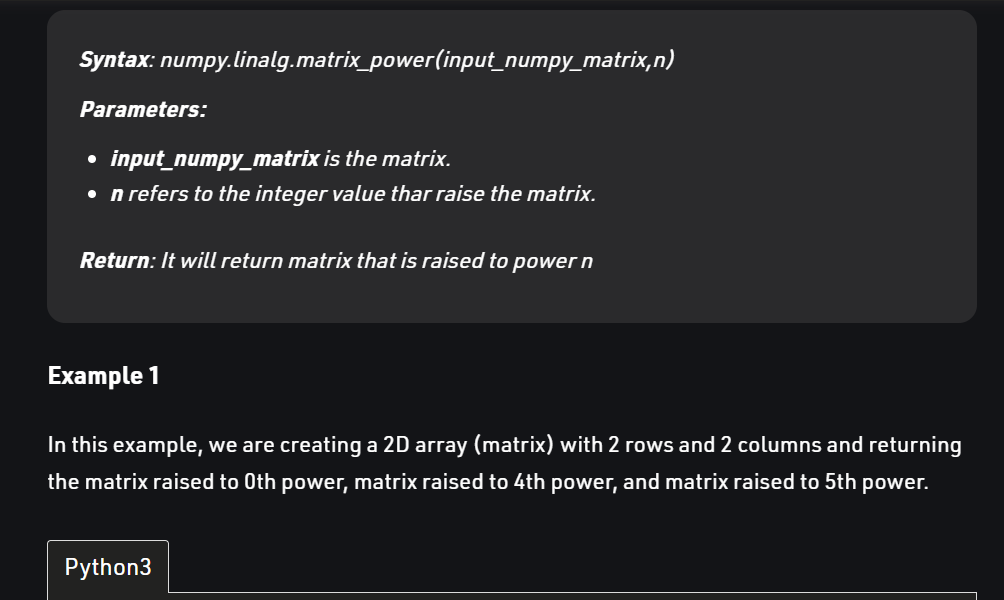 Syntax: numpy.linalg.matrix_power(input_numpy_matrix,n)
Parameters:
• input_numpy_matrix is the matrix.
• n refers to the integer value thar raise the matrix.
Return: It will return matrix that is raised to power n
Example 1
In this example, we are creating a 2D array (matrix) with 2 rows and 2 columns and returning
the matrix raised to 0th power, matrix raised to 4th power, and matrix raised to 5th power.
Python3